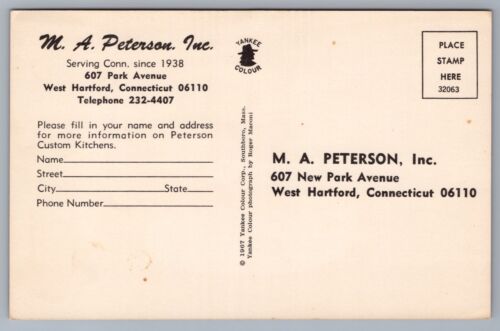 M. A. Peterson, Inc.
Serving Conn. since 1938
607 Park Avenue
West Hartford, Connecticut 06110
Telephone 232-4407
Please fill in your name and address
for more information on Peterson
Custom Kitchens.
Name
Street
City State
Phone Number
YANKEE
COLOUR
© 1967 Yankee Colour Corp., Southboro, Mass.
Yankee Colour photograph by Roger Marconi
PLACE
STAMP
HERE
32063
M. A. PETERSON, Inc.
607 New Park Avenue
West Hartford, Connecticut 06110